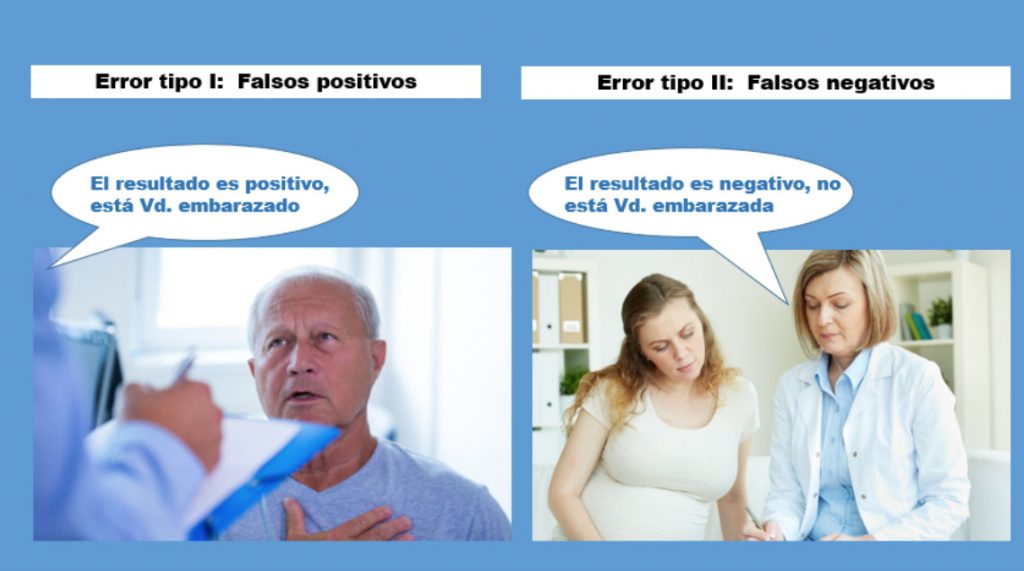 Error tipo I:  Falsos positivos
Error tipo II:  Falsos negativos
El resultado es positivo,
está Vd. embarazado
El resultado es negativo, no
está Vd. embarazada